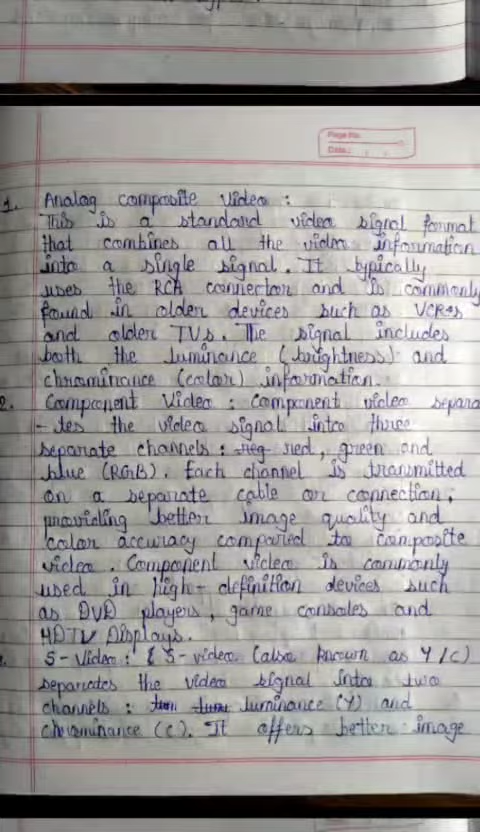 Page No.
Date:
1. Analog composite video :
This is a standard video signal format
that combines all the video information
into a single signal. It typically
uses the RCA connector and is commonly
found in older devices such as VCRs
and older TVs. The signal includes
both the luminance (brightness) and
chrominance (color) information.
2. Component Video : Component video separa
- tes the video signal into three
separate channels : reg red, green and
blue (RGB). Each channel is transmitted
on a separate cable or connection,
providing better image quality and
color accuracy compared to composite
video. Component video is commonly
used in high-definition devices such
as DVD players, game consoles and
HDTV Displays.
S-Video : S-video (also known as Y/C)
separates the video signal into two
channels : luminance (Y) and
chrominance (C). It offers better image